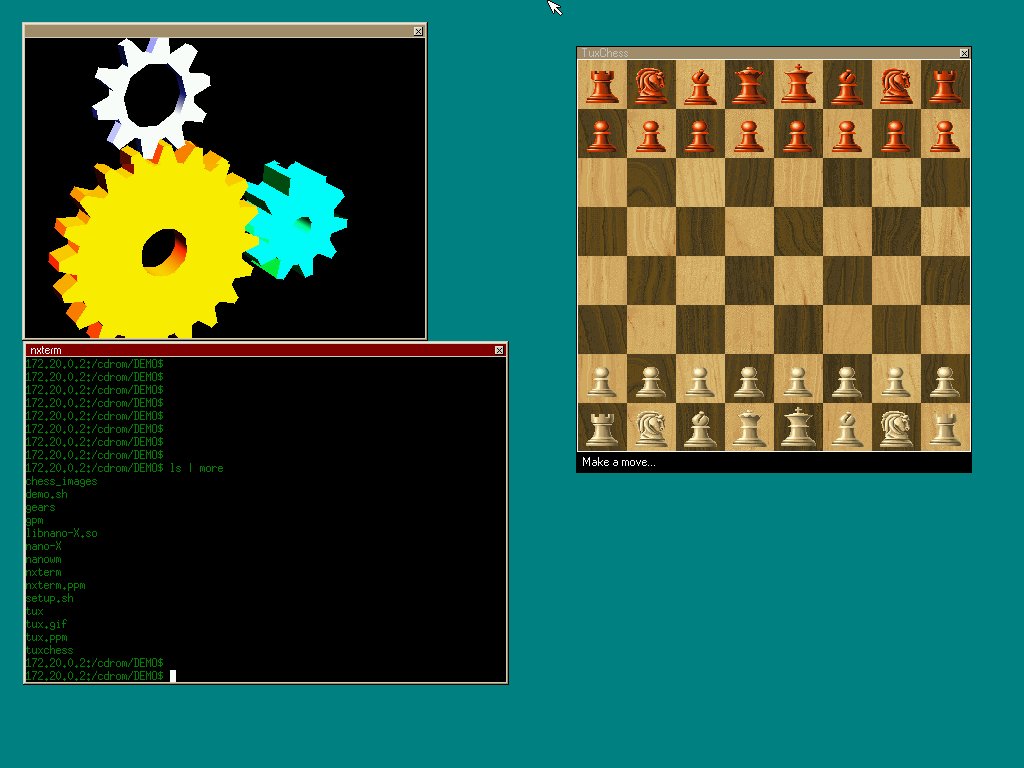 TuxChess
Make a move...
nxterm
172.20.0.2:/cdrom/DEMO$
172.20.0.2:/cdrom/DEMO$
172.20.0.2:/cdrom/DEMO$
172.20.0.2:/cdrom/DEMO$
172.20.0.2:/cdrom/DEMO$
172.20.0.2:/cdrom/DEMO$
172.20.0.2:/cdrom/DEMO$
172.20.0.2:/cdrom/DEMO$
172.20.0.2:/cdrom/DEMO$ ls | more
chess_images
demo.sh
gears
gpm
libnano-X.so
nano-X
nanowm
nxterm
nxterm.ppm
setup.sh
tux
tux.gif
tux.ppm
tuxchess
172.20.0.2:/cdrom/DEMO$
172.20.0.2:/cdrom/DEMO$